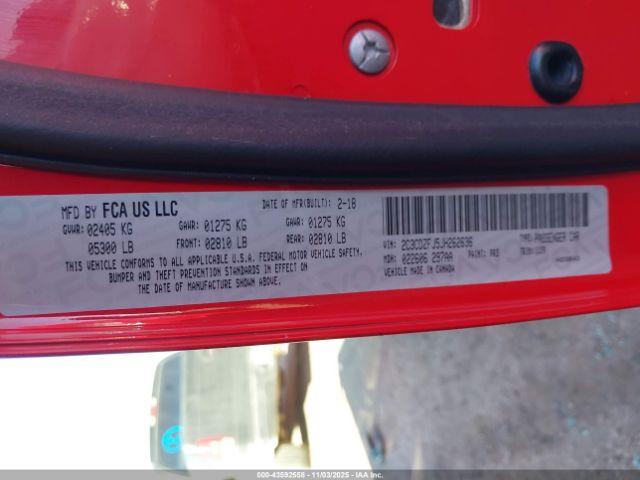 MFD BY FCA US LLC
DATE OF MFR(BUILT): 2-18
GVWR: 02405 KG
GAWR: 01275 KG
GAWR: 01275 KG
05300 LB
FRONT: 02810 LB
REAR: 02810 LB
THIS VEHICLE CONFORMS TO ALL APPLICABLE U.S.A. FEDERAL MOTOR VEHICLE SAFETY,
BUMPER AND THEFT PREVENTION STANDARDS IN EFFECT ON
THE DATE OF MANUFACTURE SHOWN ABOVE.
VIN: 2C3CDZFJ5JH262636
TYPE: PASSENGER CAR
MDH: 022606 297AA
PAINT: PR3
VEHICLE MADE IN CANADA
000-43592558 - 11/03/2025 - IAAI.COM